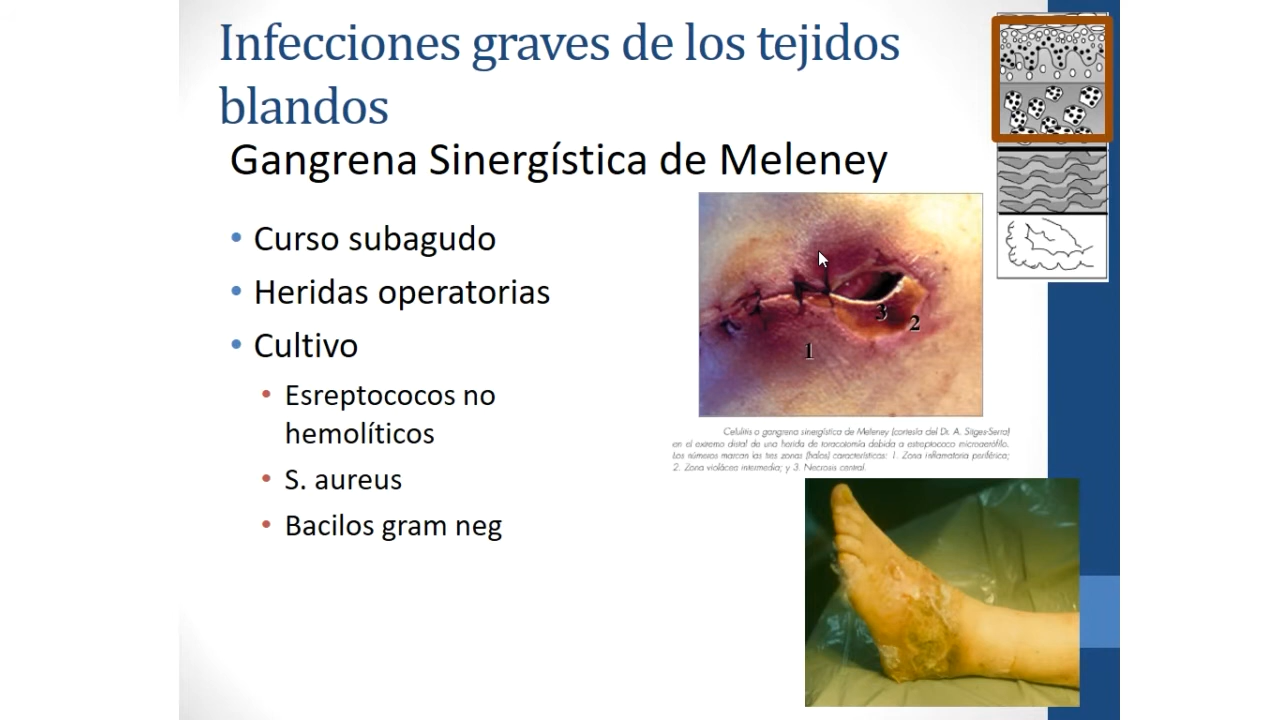 Infecciones graves de los tejidos
blandos
Gangrena Sinergística de Meleney
• Curso subagudo
• Heridas operatorias
• Cultivo
• Esreptococos no
hemolíticos
• S. aureus
• Bacilos gram neg
1
2
3
Celulitis o gangrena sinergística de Meleney (cortesía del Dr. A. Sitges-Serra)
en el extremo distal de una herida de toracotomía debida a estreptococo microaerófilo.
Los números marcan las tres zonas (halos) características: 1. Zona inflamatoria periférica;
2. Zona violácea intermedia; y 3. Necrosis central.